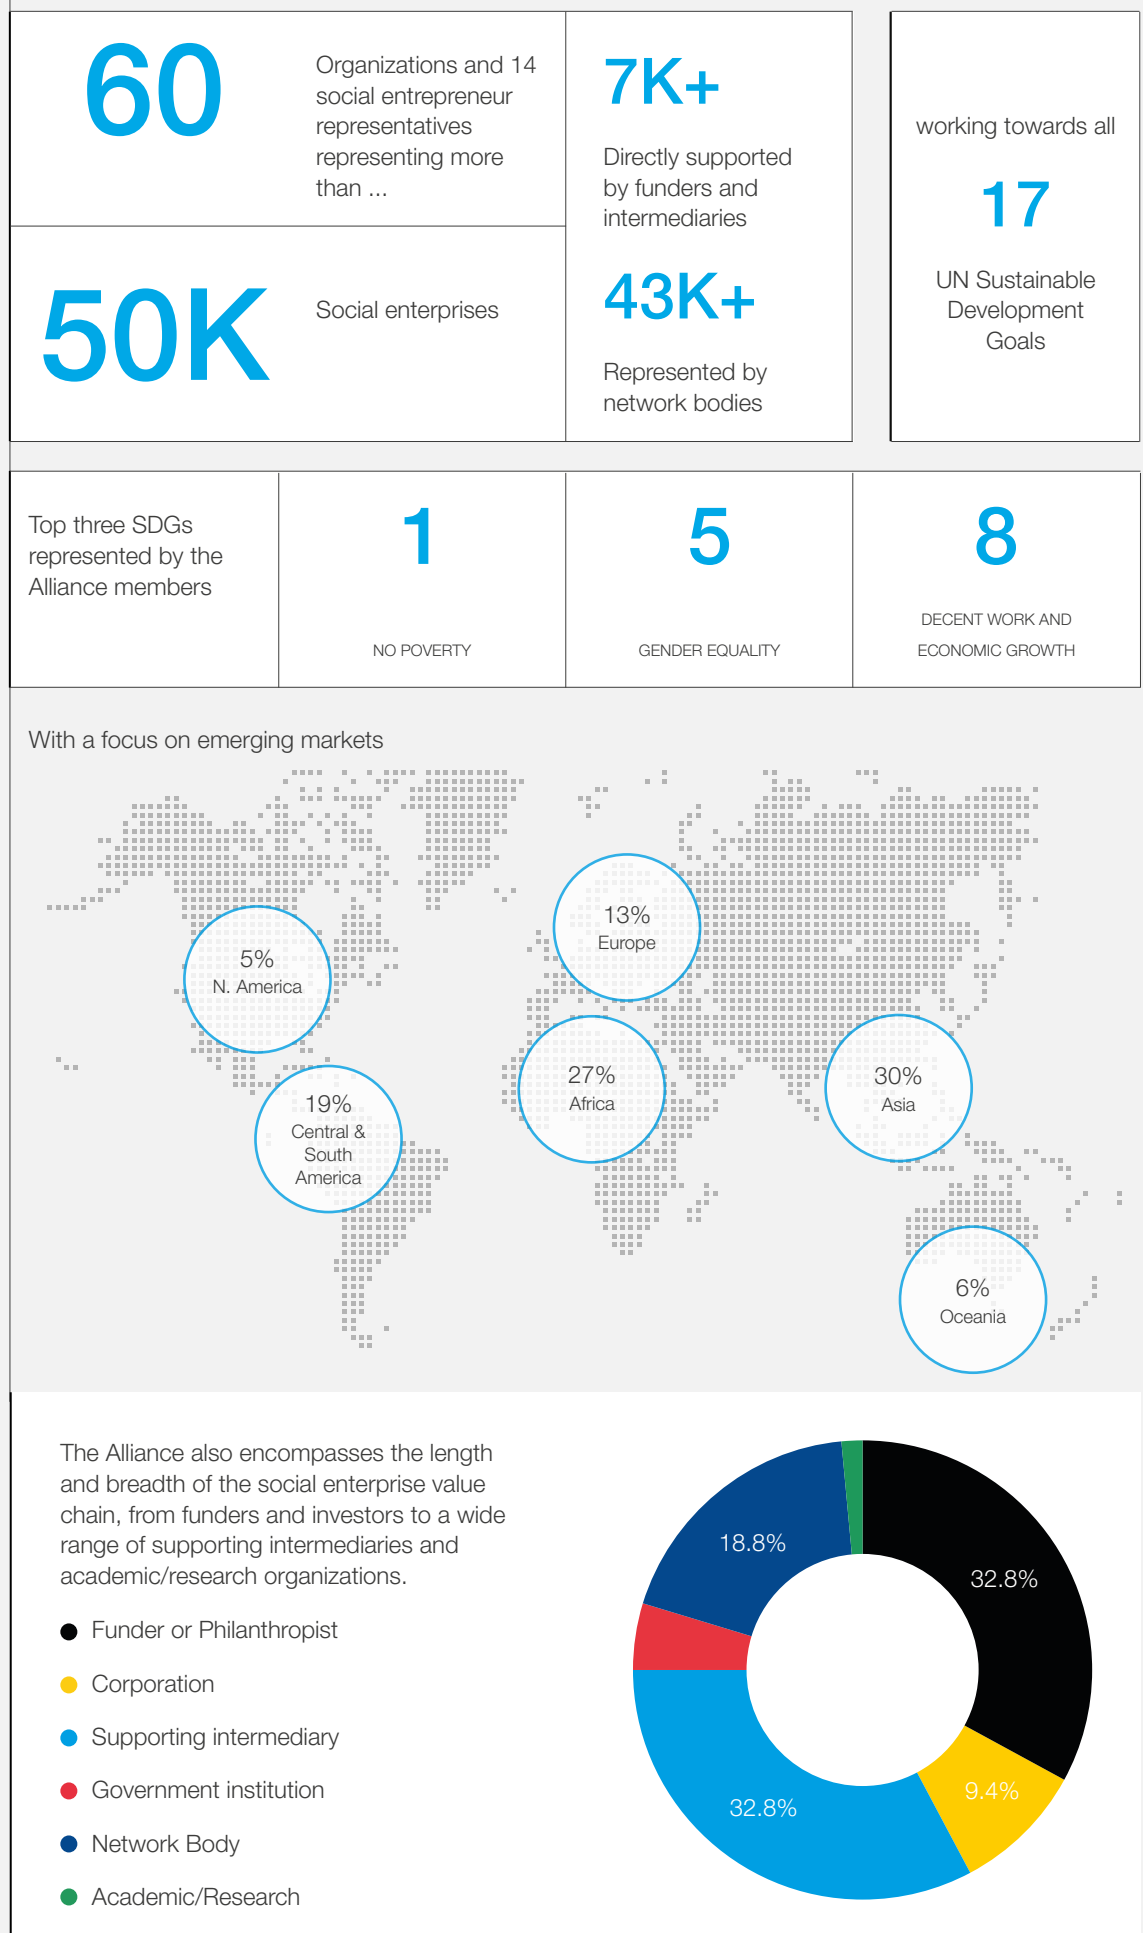 60
Organizations and 14
social entrepreneur
representatives
representing more
than ...
50K
Social enterprises
7K+
Directly supported
by funders and
intermediaries
43K+
Represented by
network bodies
working towards all
17
UN Sustainable
Development
Goals
Top three SDGs
represented by the
Alliance members
1
NO POVERTY
5
GENDER EQUALITY
8
DECENT WORK AND
ECONOMIC GROWTH
With a focus on emerging markets
13%
Europe
5%
N. America
27%
Africa
30%
Asia
19%
Central &
South
America
6%
Oceania
The Alliance also encompasses the length
and breadth of the social enterprise value
chain, from funders and investors to a wide
range of supporting intermediaries and
academic/research organizations.
Funder or Philanthropist
Corporation
Supporting intermediary
Government institution
Network Body
Academic/Research
18.8%
32.8%
9.4%
32.8%